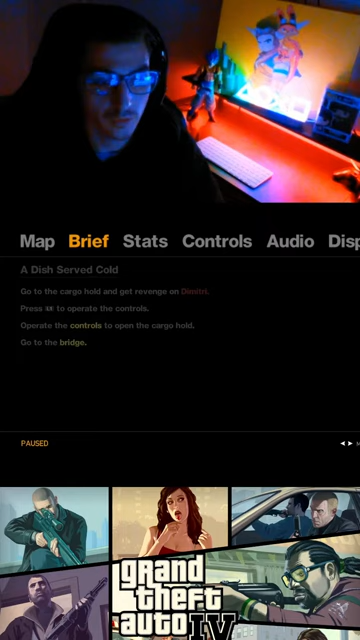 Map Brief Stats Controls Audio Disp
A Dish Served Cold
Go to the cargo hold and get revenge on Dimitri.
Press LB to operate the controls.
Operate the controls to open the cargo hold.
Go to the bridge.
PAUSED
grand
theft
auto IV